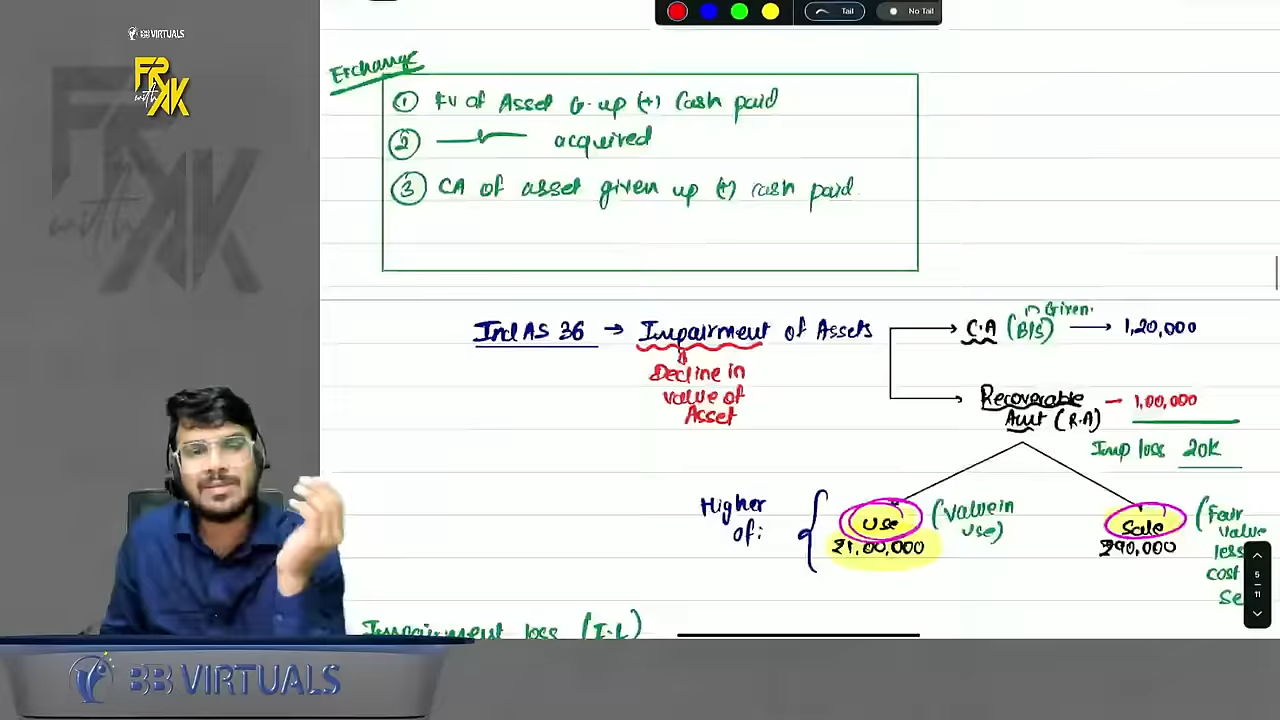 BB VIRTUALS
FR
with
AK
Tail
No Tail
Exchange
① FV of Asset G-up (+) Cash paid
② —〃— acquired
③ CA of asset given up (+) cash paid
Ind AS 36 → Impairment of Assets
Decline in
value of
Asset
C.A (B/S) → 1,20,000
Given.
Recoverable — 1,00,000
Amt (R.A)
Imp loss 20K
Higher
of:
Use (Value in
use)
₹1,00,000
Sale (Fair
value
less
cost
₹90,000
5
11
Impairment loss (I.L)
BB VIRTUALS